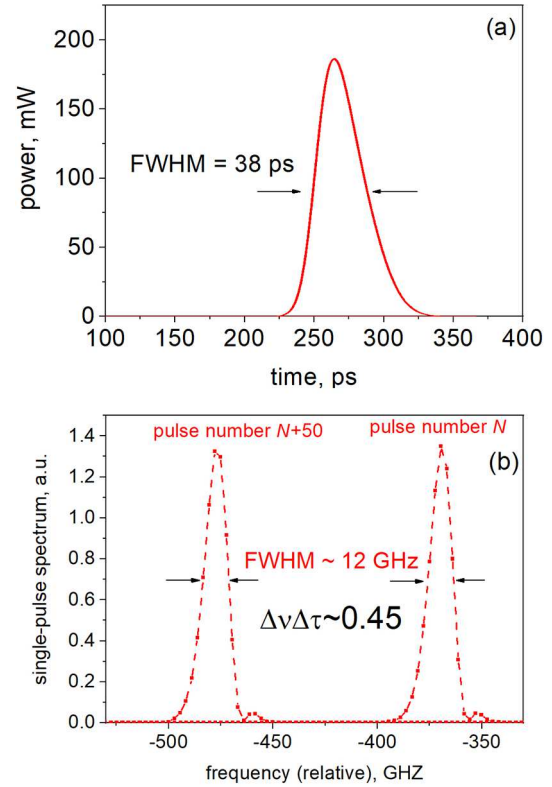 (a)
200
150
100
50
0
power, mW
FWHM = 38 ps
100 150 200 250 300 350 400
time, ps
pulse number N+50
pulse number N
(b)
1.4
1.2
1.0
0.8
0.6
0.4
0.2
0.0
single-pulse spectrum, a.u.
FWHM ~ 12 GHz
ΔνΔτ~0.45
-500 -450 -400 -350
frequency (relative), GHZ